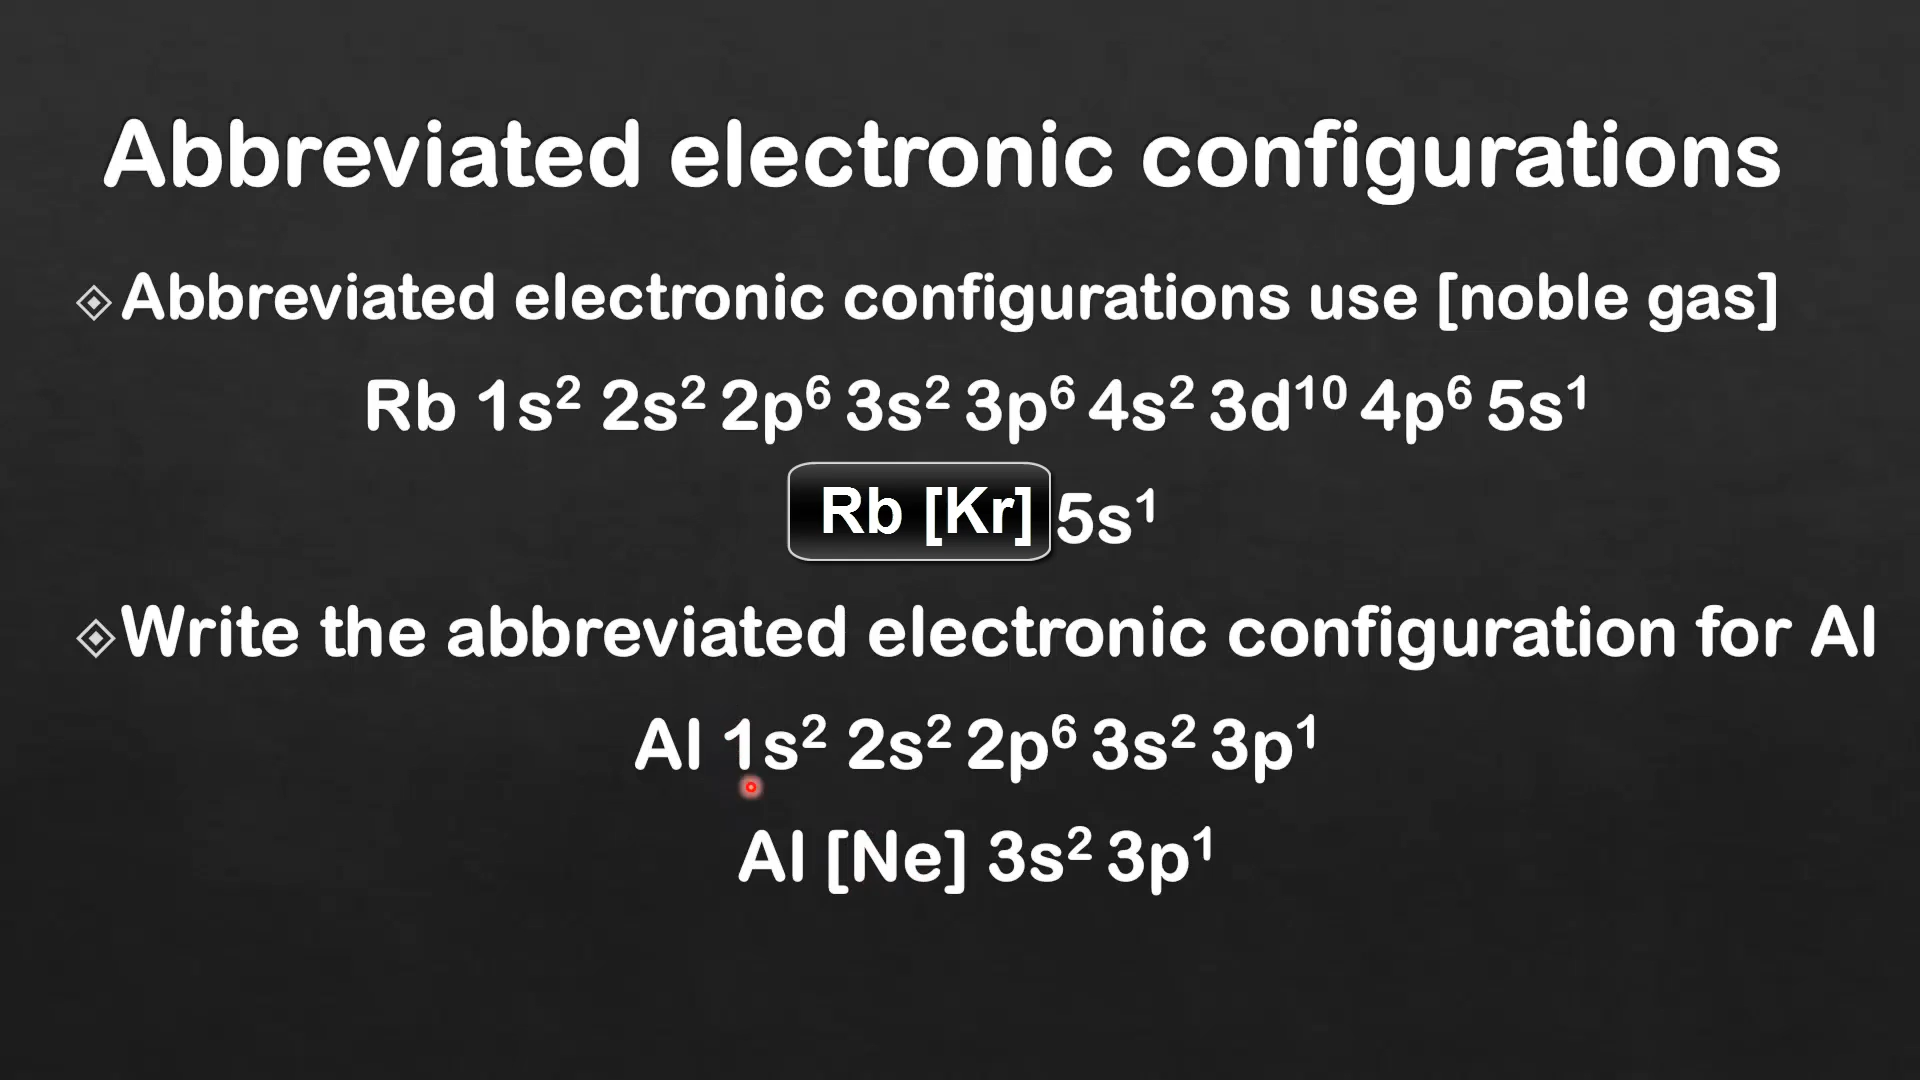 Abbreviated electronic configurations
Abbreviated electronic configurations use [noble gas]
Rb 1s² 2s² 2p⁶ 3s² 3p⁶ 4s² 3d¹⁰ 4p⁶ 5s¹
Rb [Kr] 5s¹
Write the abbreviated electronic configuration for Al
Al 1s² 2s² 2p⁶ 3s² 3p¹
Al [Ne] 3s² 3p¹